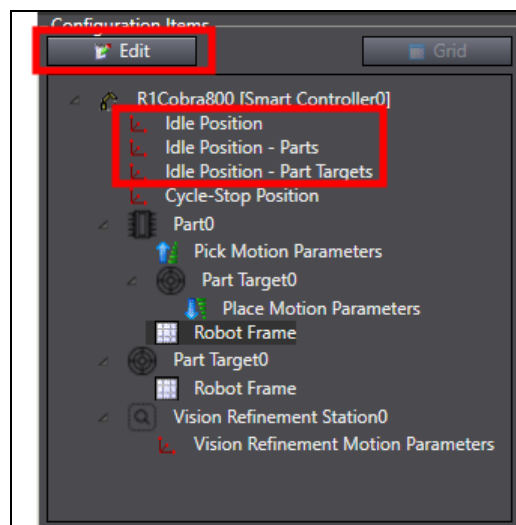 Configuration Items
Edit
Grid
R1Cobra800 [Smart Controller0]
Idle Position
Idle Position - Parts
Idle Position - Part Targets
Cycle-Stop Position
Part0
Pick Motion Parameters
Part Target0
Place Motion Parameters
Robot Frame
Part Target0
Robot Frame
Vision Refinement Station0
Vision Refinement Motion Parameters